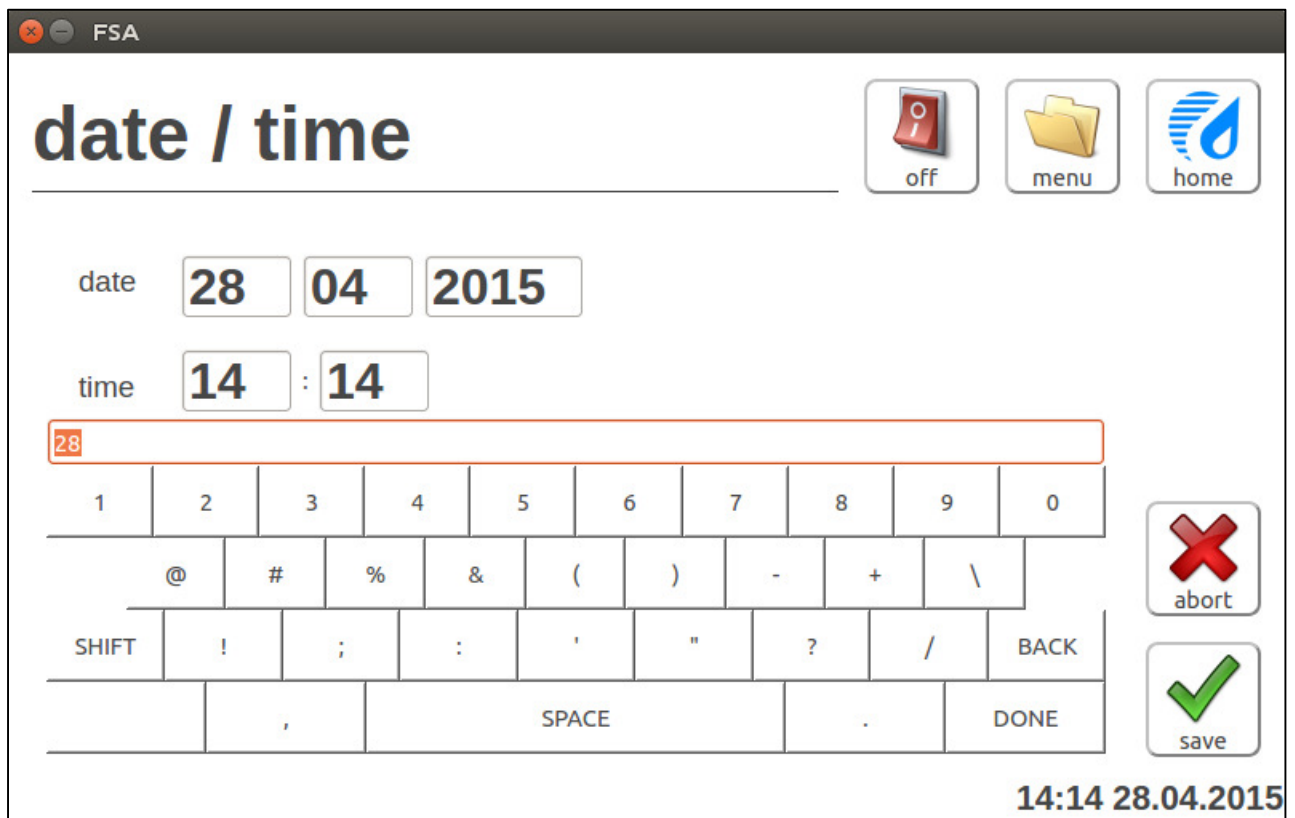 FSA
date / time
off menu home
date 28 04 2015
time 14 : 14
28
1 2 3 4 5 6 7 8 9 0
@ # % & ( ) - + \
abort
SHIFT ! ; : ' " ? / BACK
, SPACE . DONE
save
14:14 28.04.2015